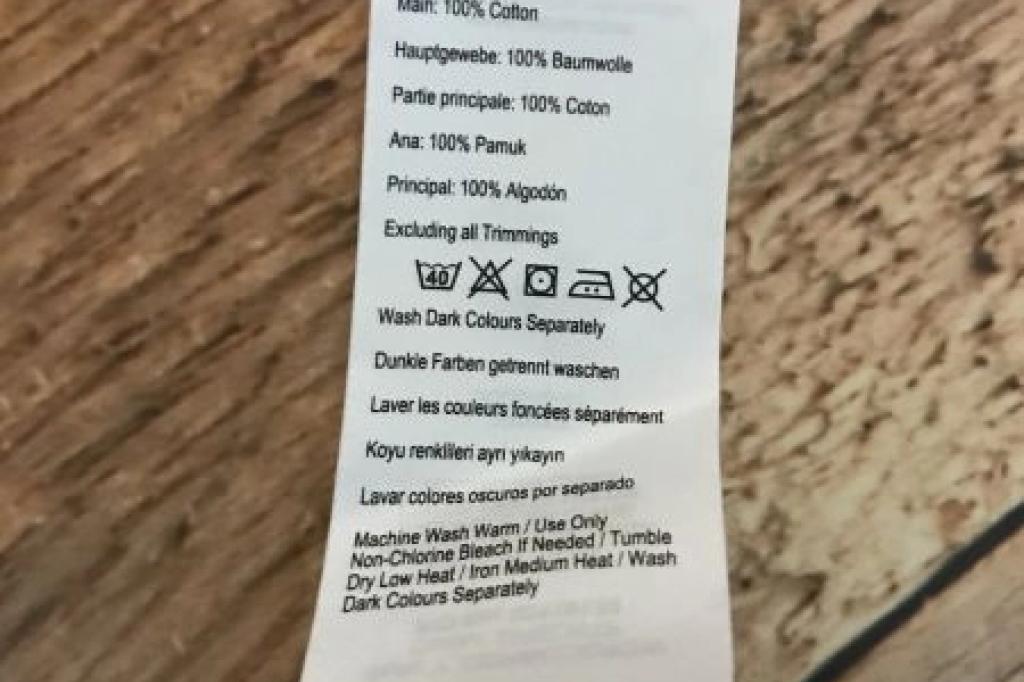 Main: 100% Cotton
Hauptgewebe: 100% Baumwolle
Partie principale: 100% Coton
Ana: 100% Pamuk
Principal: 100% Algodón
Excluding all Trimmings
40
Wash Dark Colours Separately
Dunkle Farben getrennt waschen
Laver les couleurs foncées séparément
Koyu renklileri ayrı yıkayın
Lavar colores oscuros por separado
Machine Wash Warm / Use Only
Non-Chlorine Bleach If Needed / Tumble
Dry Low Heat / Iron Medium Heat / Wash
Dark Colours Separately